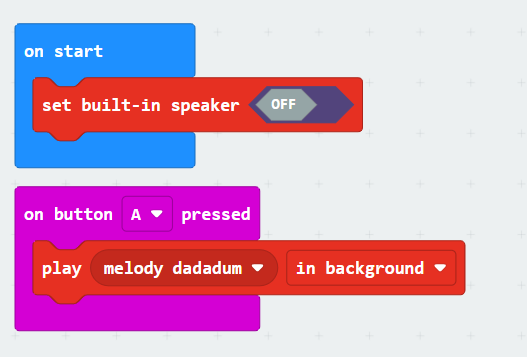 on start
set built-in speaker OFF
on button A pressed
play melody dadadum in background